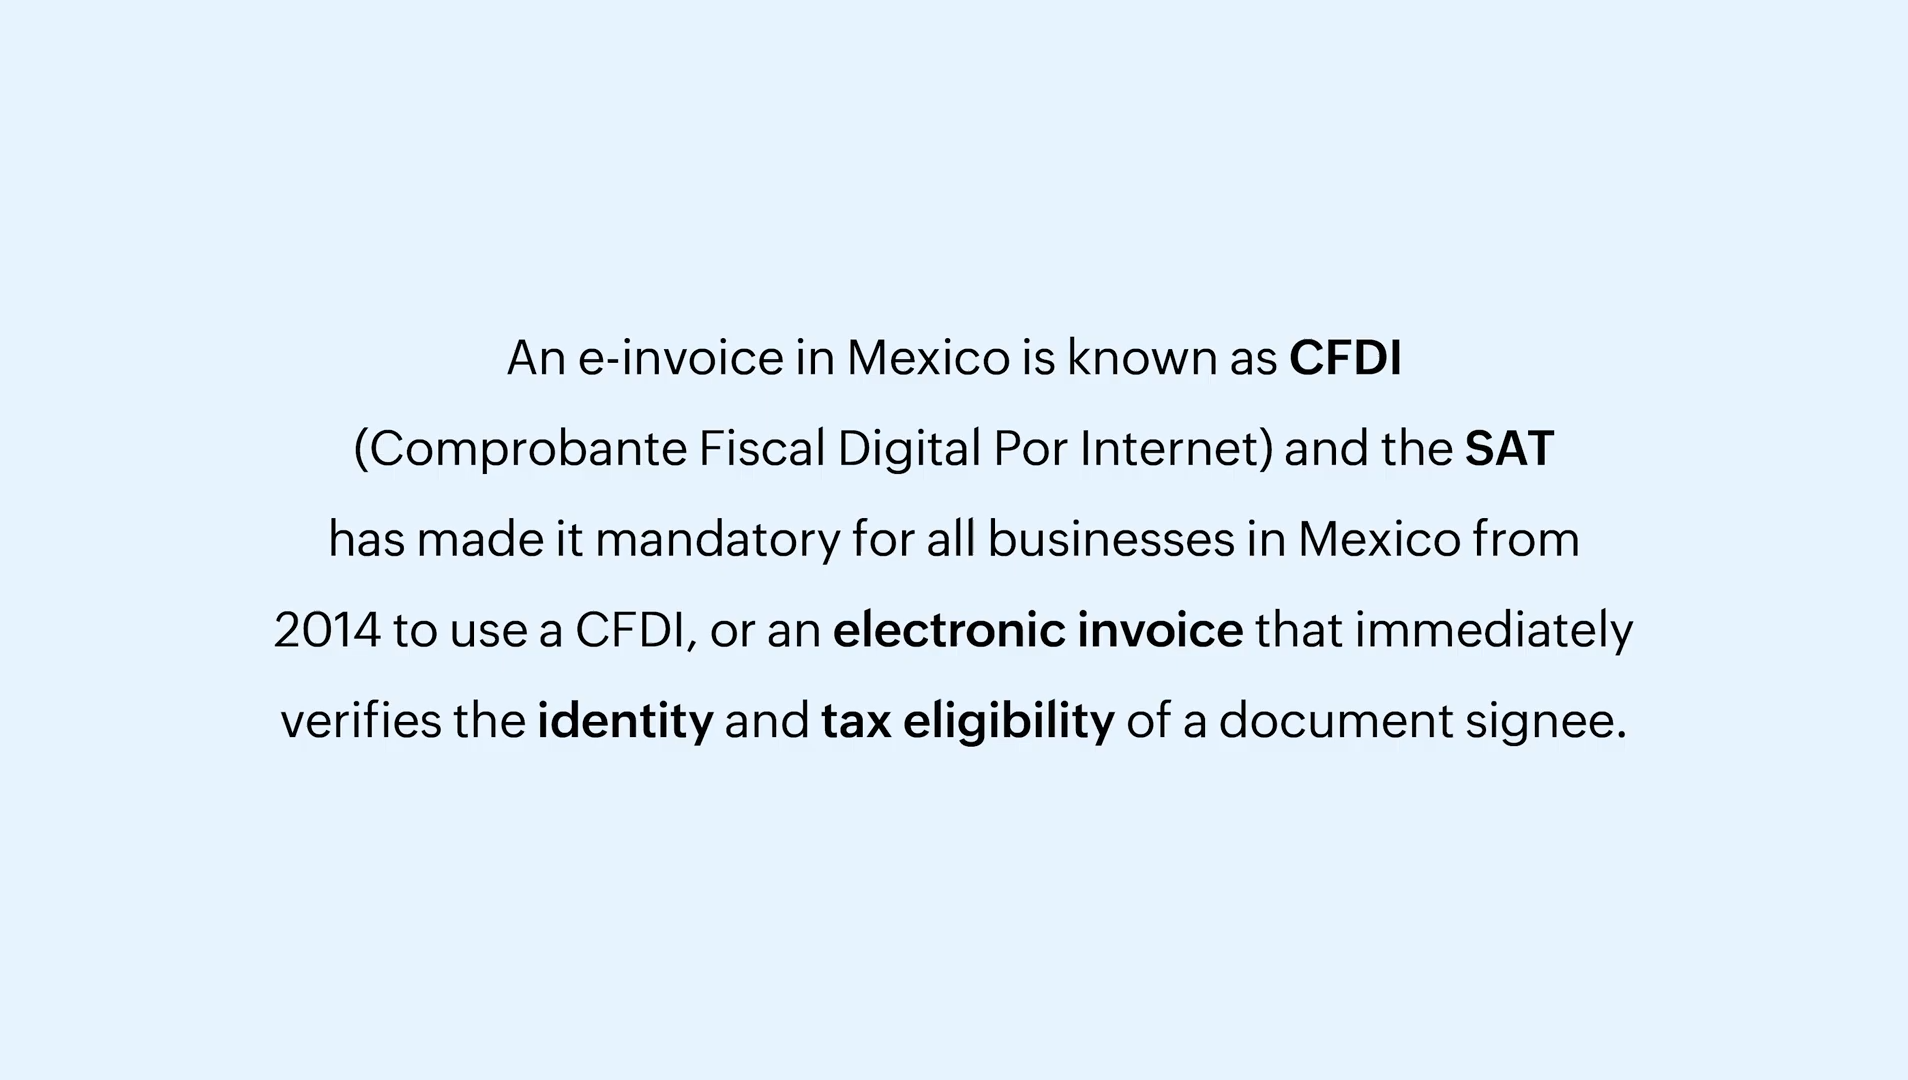 An e-invoice in Mexico is known as CFDI
(Comprobante Fiscal Digital Por Internet) and the SAT
has made it mandatory for all businesses in Mexico from
2014 to use a CFDI, or an electronic invoice that immediately
verifies the identity and tax eligibility of a document signee.